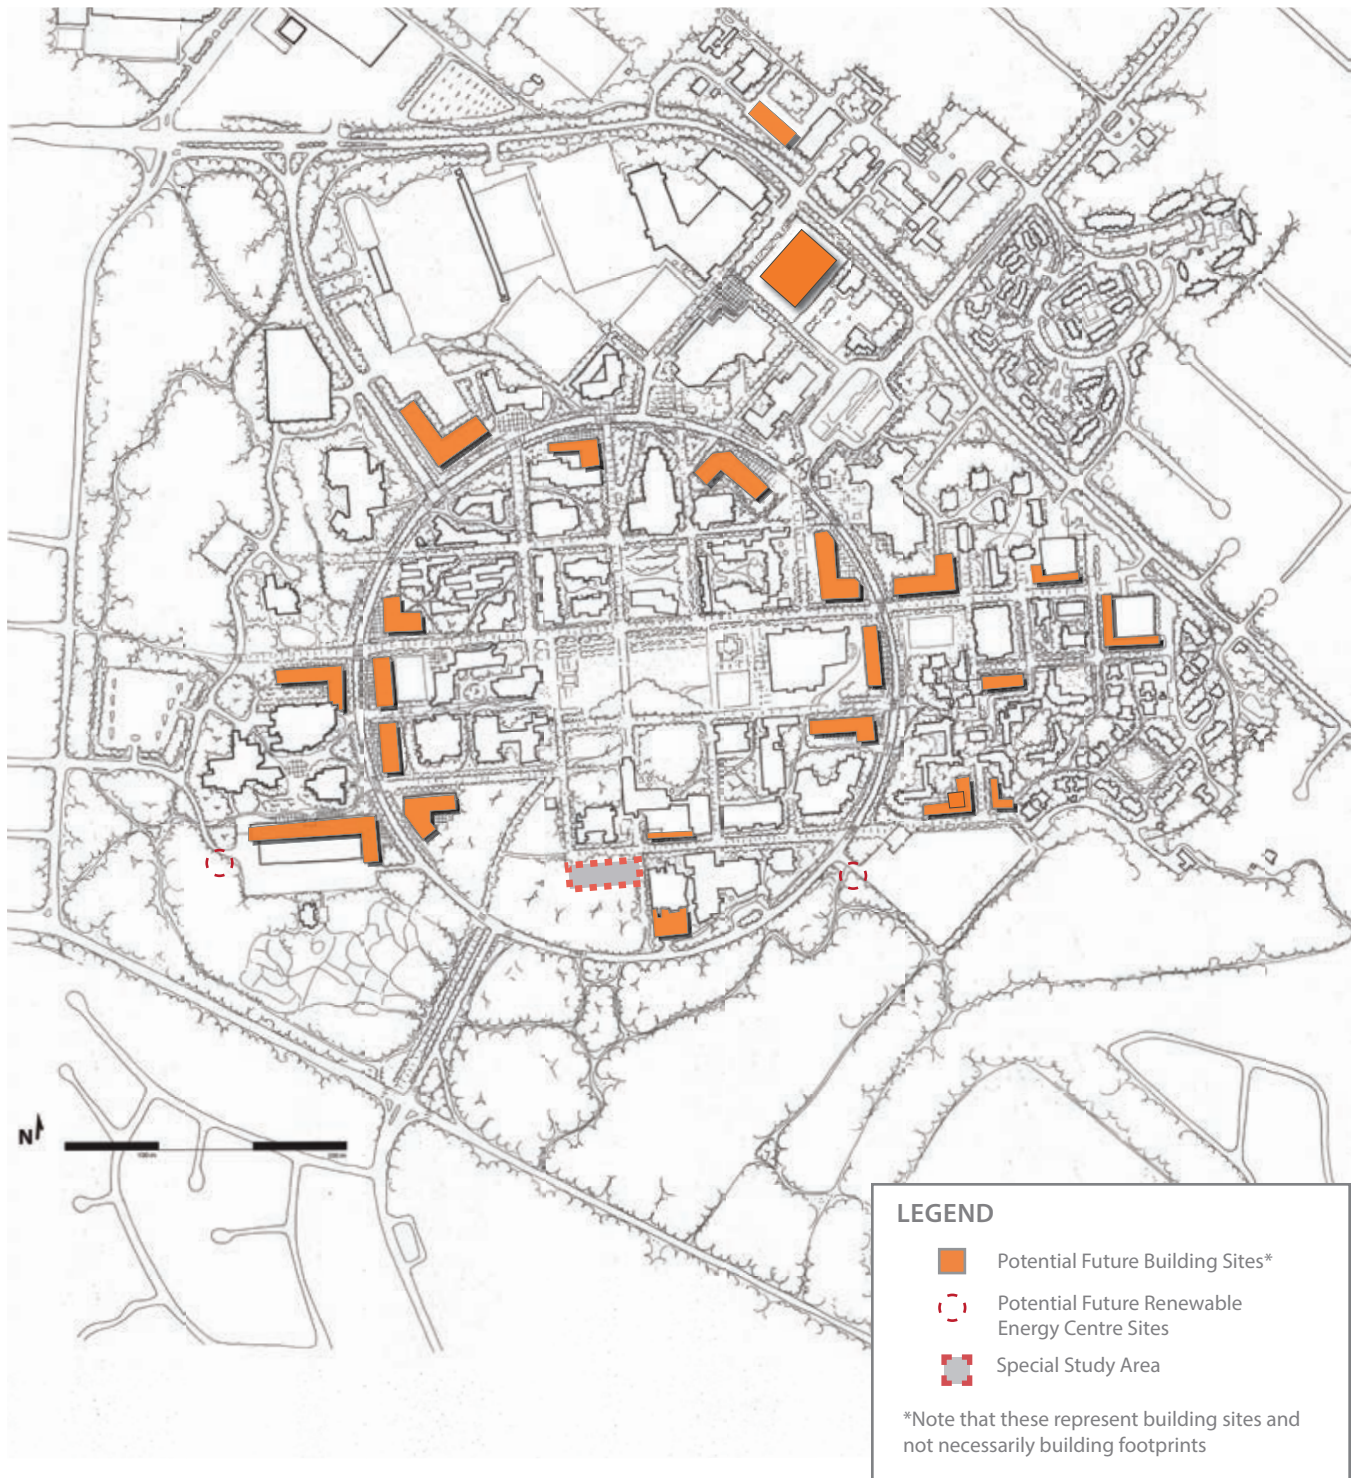 N
LEGEND
Potential Future Building Sites*
Potential Future Renewable
Energy Centre Sites
Special Study Area
*Note that these represent building sites and
not necessarily building footprints